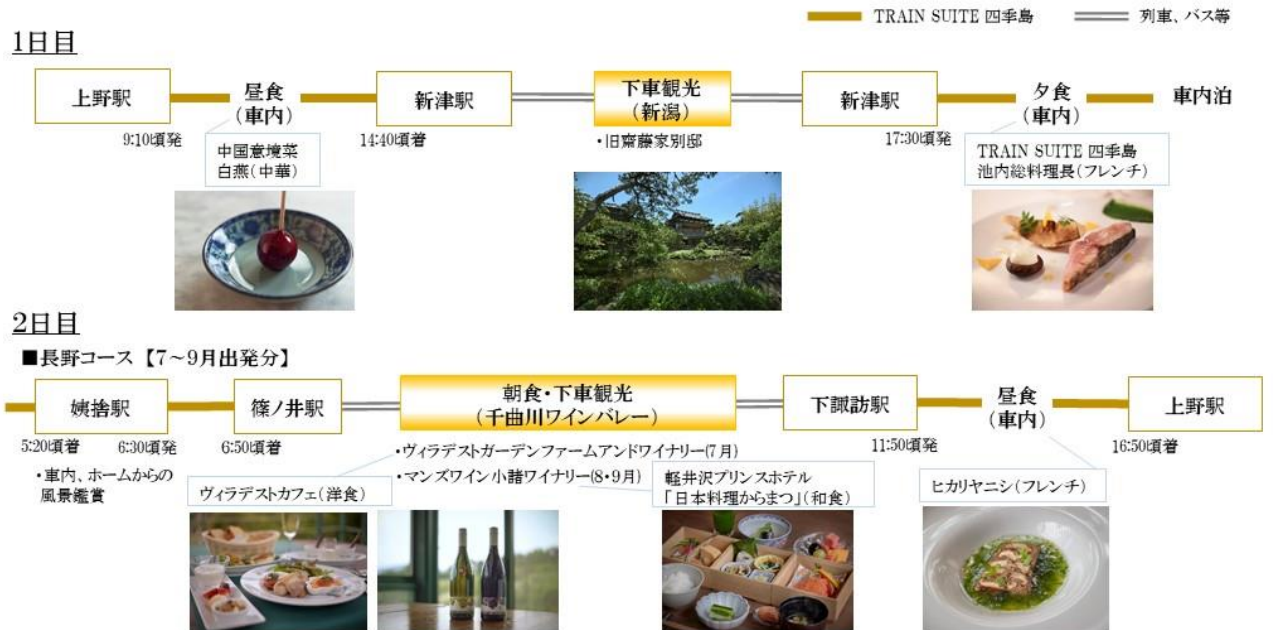 TRAIN SUITE 四季島
列車、バス等
1日目
上野駅
昼食
(車内)
新津駅
下車観光
(新潟)
新津駅
夕食
(車内)
車内泊
9:10頃発
14:40頃着
・旧齋藤家別邸
17:30頃発
中国意境菜
白燕(中華)
TRAIN SUITE 四季島
池内総料理長(フレンチ)
2日目
■長野コース【7～9月出発分】
姨捨駅
篠ノ井駅
朝食・下車観光
(千曲川ワインバレー)
下諏訪駅
昼食
(車内)
上野駅
5:20頃着
6:30頃発
6:50頃着
11:50頃発
16:50頃着
・車内、ホームからの
風景鑑賞
・ヴィラデストガーデンファームアンドワイナリー(7月)
・マンズワイン小諸ワイナリー(8・9月)
ヴィラデストカフェ(洋食)
軽井沢プリンスホテル
「日本料理からまつ」(和食)
ヒカリヤニシ(フレンチ)